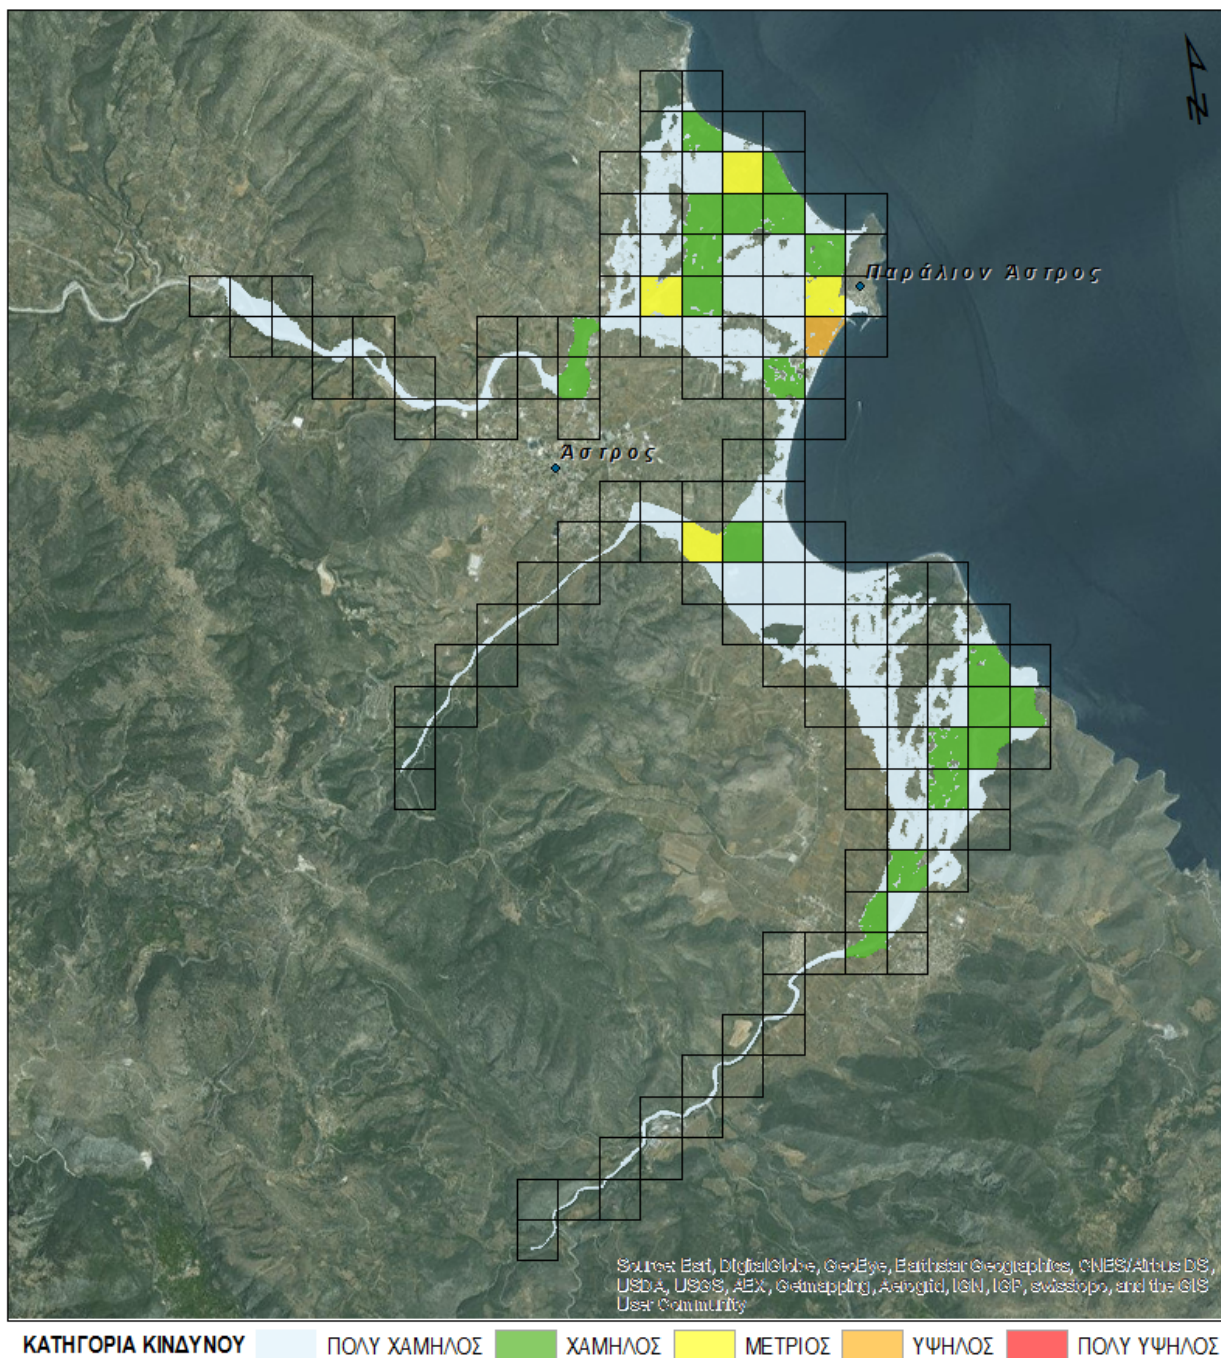 Παράλιον Άστρος
Άστρος
Source: Esri, DigitalGlobe, GeoEye, Earthstar Geographics, CNES/Airbus DS,
USDA, USGS, AEX, Getmapping, Aerogrid, IGN, IGP, swisstopo, and the GIS
User Community
ΚΑΤΗΓΟΡΙΑ ΚΙΝΔΥΝΟΥ ΠΟΛΥ ΧΑΜΗΛΟΣ ΧΑΜΗΛΟΣ ΜΕΤΡΙΟΣ ΥΨΗΛΟΣ ΠΟΛΥ ΥΨΗΛΟΣ